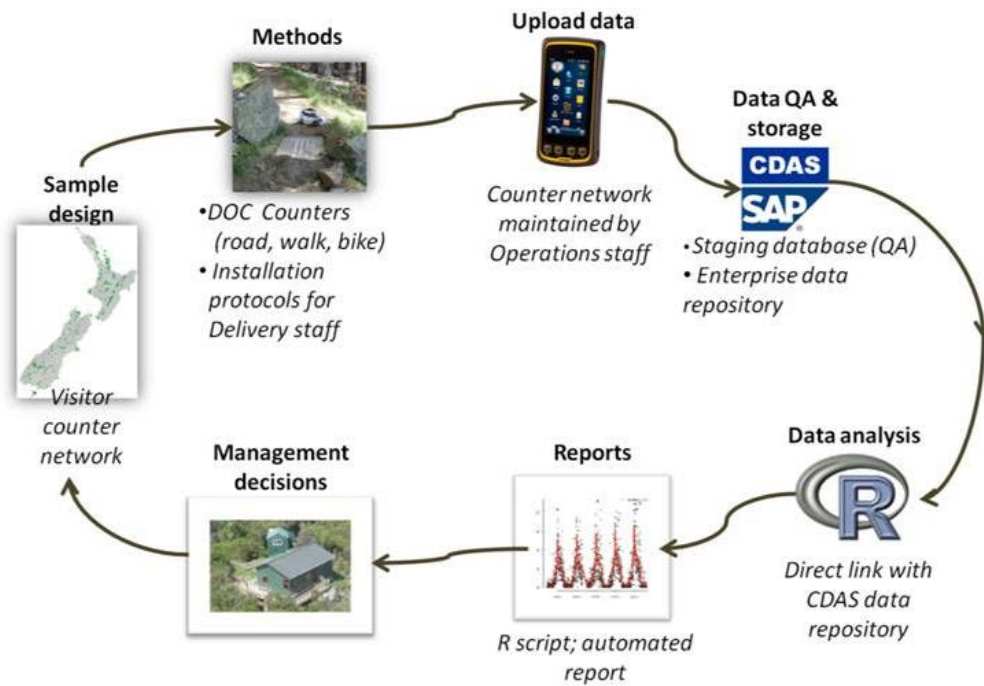 Sample
design
Visitor
counter
network
Methods
•DOC Counters
(road, walk, bike)
• Installation
protocols for
Delivery staff
Upload data
Counter network
maintained by
Operations staff
Data QA &
storage
CDAS
SAP
• Staging database (QA)
• Enterprise data
repository
Data analysis
R
Direct link with
CDAS data
repository
Reports
R script; automated
report
Management
decisions